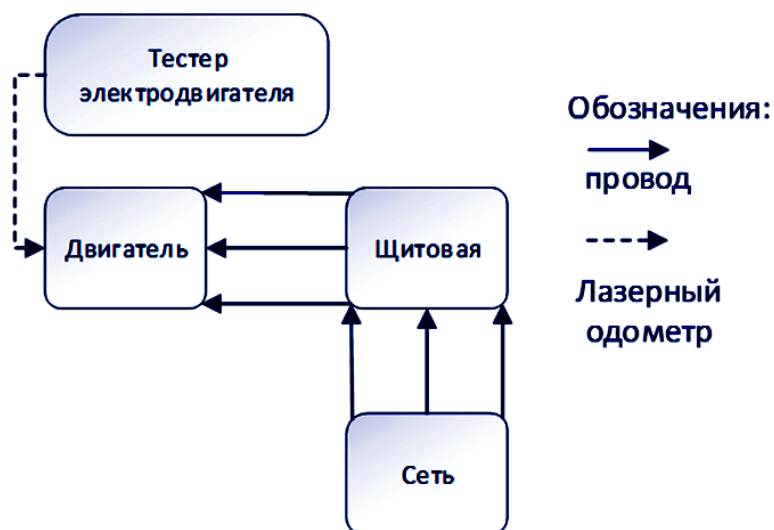 Тестер
электродвигателя
Обозначения:
провод
Двигатель
Щитовая
Лазерный
одометр
Сеть